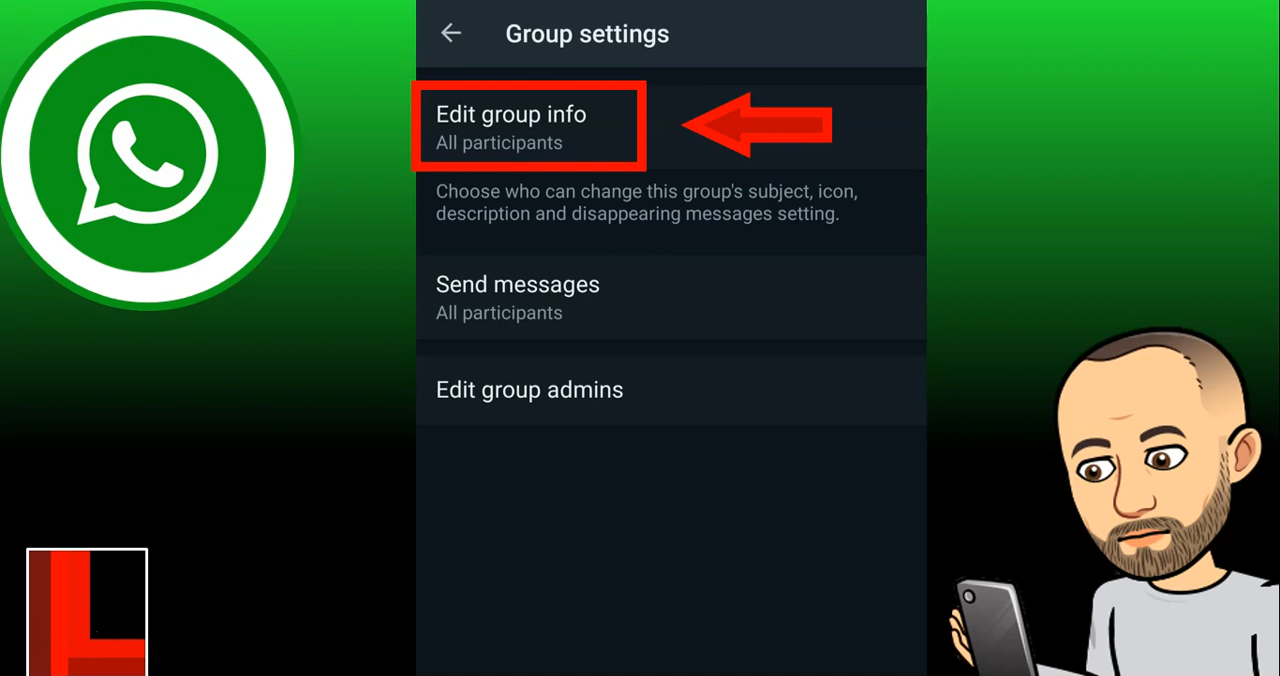 Group settings
Edit group info
All participants
Choose who can change this group's subject, icon,
description and disappearing messages setting.
Send messages
All participants
Edit group admins